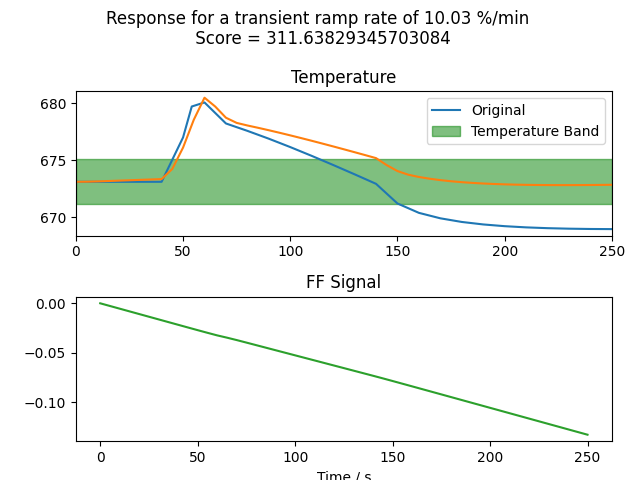 Response for a transient ramp rate of 10.03 %/min
Score = 311.63829345703084
Temperature
680
675
670
Original
Temperature Band
0 50 100 150 200 250
FF Signal
0.00
−0.05
−0.10
0 50 100 150 200 250
Time / s